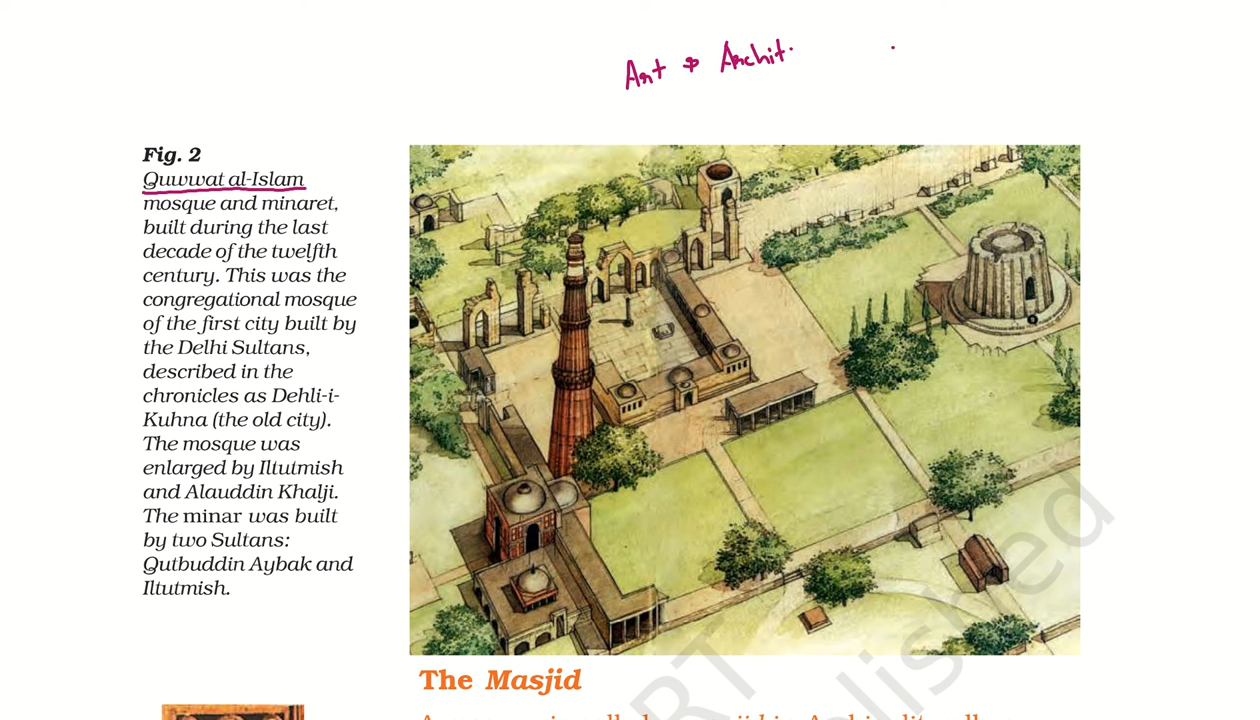 Art & Archit.
Fig. 2
Quwwat al-Islam
mosque and minaret,
built during the last
decade of the twelfth
century. This was the
congregational mosque
of the first city built by
the Delhi Sultans,
described in the
chronicles as Dehli-i-
Kuhna (the old city).
The mosque was
enlarged by Iltutmish
and Alauddin Khalji.
The minar was built
by two Sultans:
Qutbuddin Aybak and
Iltutmish.
The Masjid